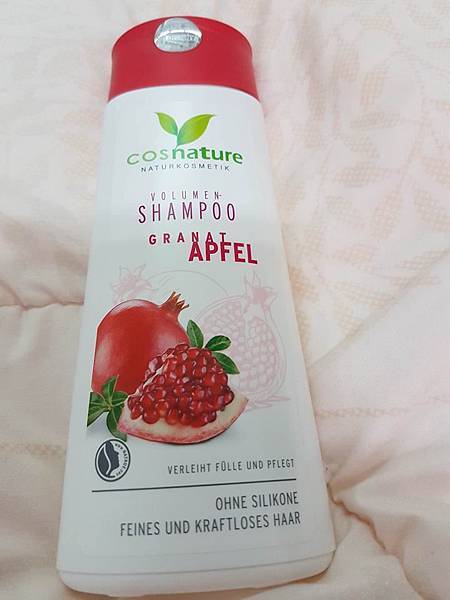 cosnature
NATURKOSMETIK
VOLUMEN-
SHAMPOO
GRANAT
APFEL
VERLEIHT FÜLLE UND PFLEGT
OHNE SILIKONE
FEINES UND KRAFTLOSES HAAR